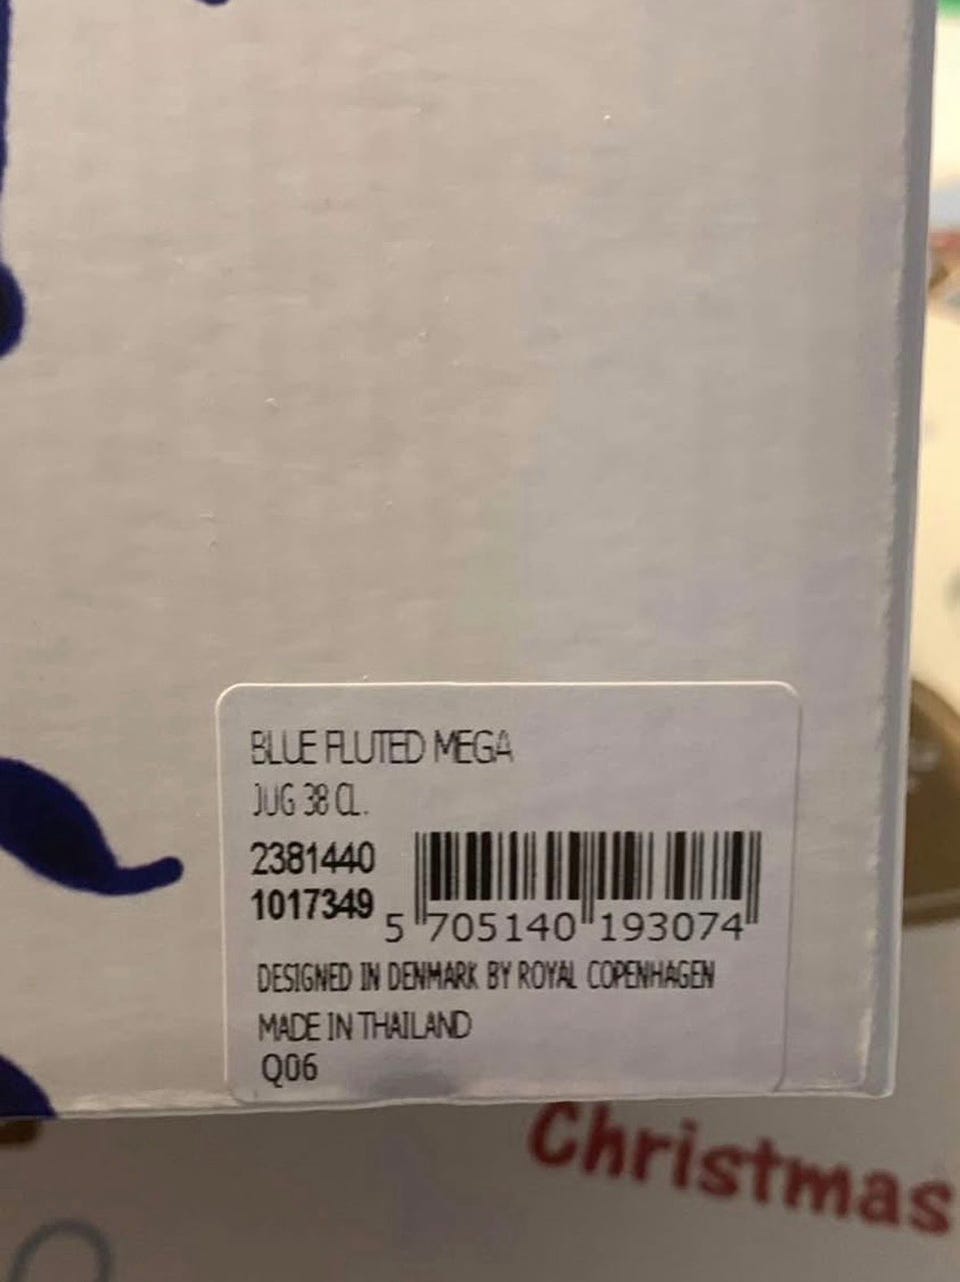 BLUE FLUTED MEGA
JUG 38 CL.
2381440
1017349
5 705140 193074
DESIGNED IN DENMARK BY ROYAL COPENHAGEN
MADE IN THAILAND
Q06
Christmas